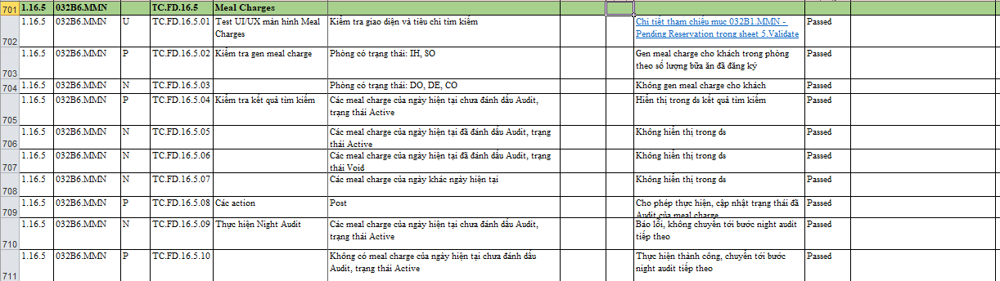 701 1.16.5 032B6.MMN TC.FD.16.5 Meal Charges
702 1.16.5 032B6.MMN U TC.FD.16.5.01 Test UI/UX màn hình Meal Charges Kiểm tra giao diện và tiêu chí tìm kiếm Chi tiết tham chiếu mục 032B1.MMN - Pending Reservation trong sheet 5.Validate Passed
703 1.16.5 032B6.MMN P TC.FD.16.5.02 Kiểm tra gen meal charge Phòng có trạng thái: IH, SO Gen meal charge cho khách trong phòng theo số lượng bữa ăn đã đăng ký Passed
704 1.16.5 032B6.MMN N TC.FD.16.5.03 Phòng có trạng thái: DO, DE, CO Không gen meal charge cho khách Passed
705 1.16.5 032B6.MMN P TC.FD.16.5.04 Kiểm tra kết quả tìm kiếm Các meal charge của ngày hiện tại chưa đánh dấu Audit, trạng thái Active Hiển thị trong ds kết quả tìm kiếm Passed
706 1.16.5 032B6.MMN N TC.FD.16.5.05 Các meal charge của ngày hiện tại đã đánh dấu Audit, trạng thái Active Không hiển thị trong ds Passed
707 1.16.5 032B6.MMN N TC.FD.16.5.06 Các meal charge của ngày hiện tại đã đánh dấu Audit, trạng thái Void Không hiển thị trong ds Passed
708 1.16.5 032B6.MMN N TC.FD.16.5.07 Các meal charge của ngày khác ngày hiện tại Không hiển thị trong ds Passed
709 1.16.5 032B6.MMN P TC.FD.16.5.08 Các action Post Cho phép thực hiện, cập nhật trạng thái đã Audit của meal charge Passed
710 1.16.5 032B6.MMN N TC.FD.16.5.09 Thực hiện Night Audit Các meal charge của ngày hiện tại chưa đánh dấu Audit, trạng thái Active Báo lỗi, không chuyển tới bước night audit tiếp theo Passed
711 1.16.5 032B6.MMN P TC.FD.16.5.10 Không có meal charge của ngày hiện tại chưa đánh dấu Audit, trạng thái Active Thực hiện thành công, chuyển tới bước night audit tiếp theo Passed